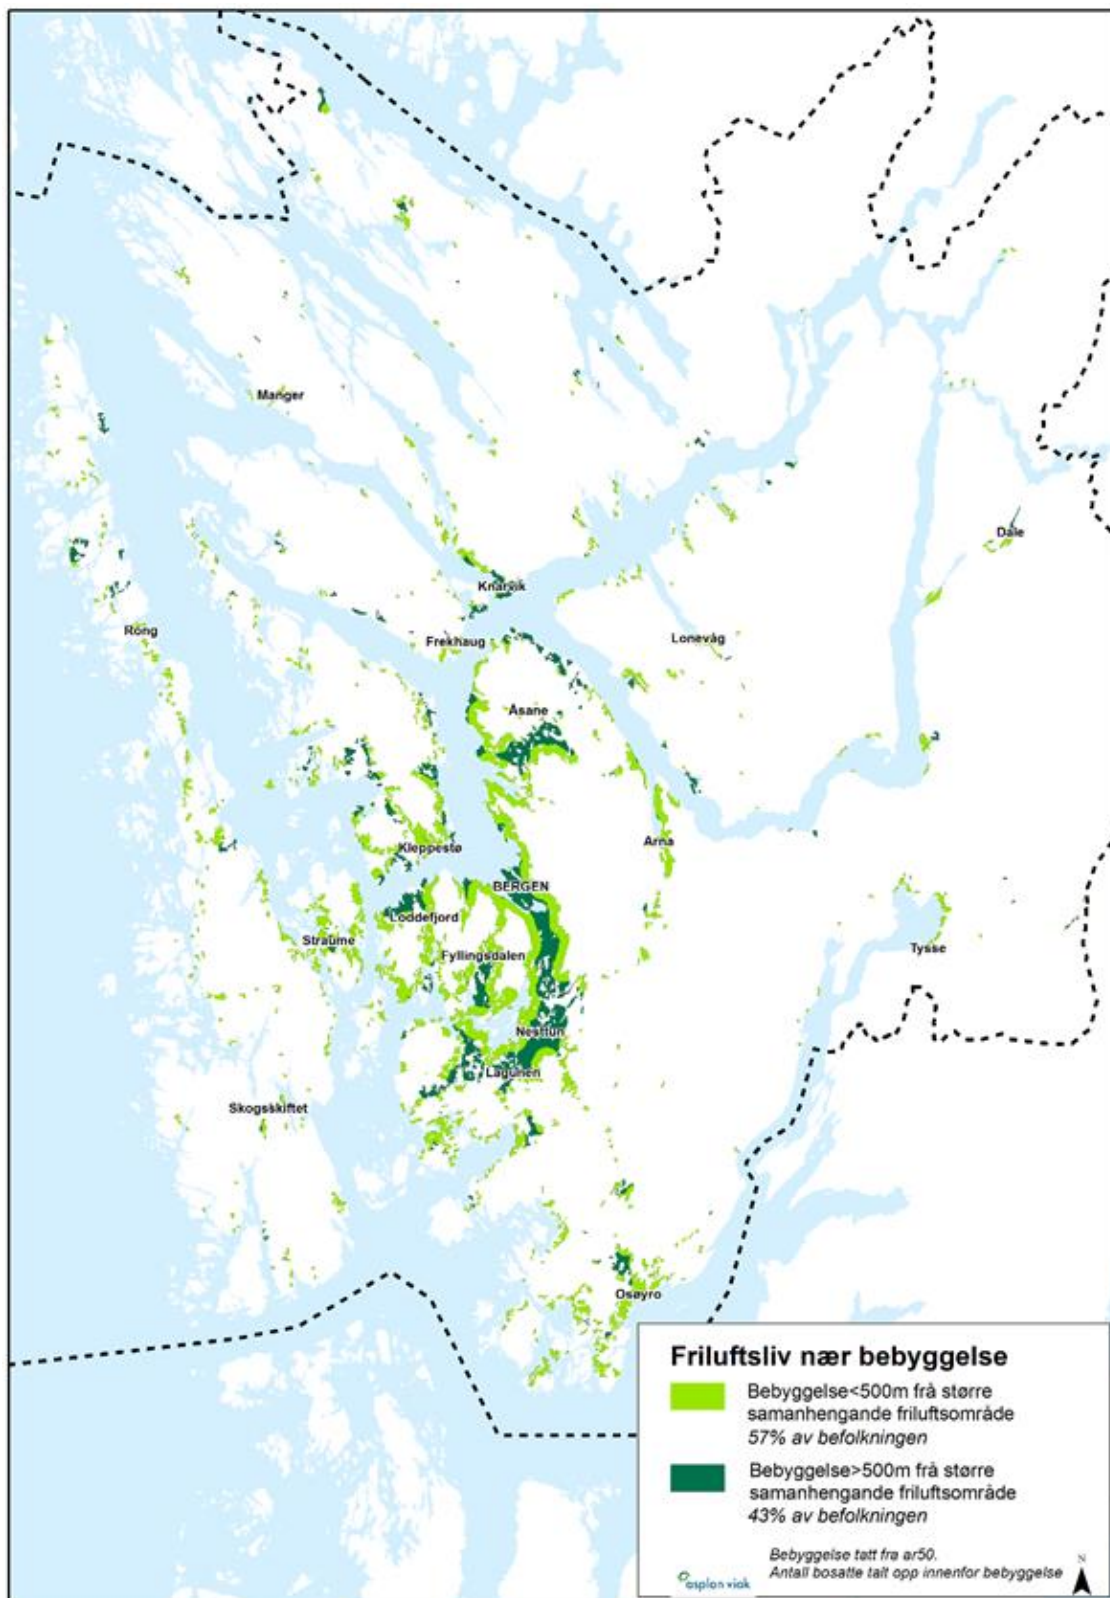 Manger
Dale
Knarvik
Rong
Frekhaug
Lonevåg
Åsane
Kleppestø
Arna
BERGEN
Loddefjord
Straume
Fyllingsdalen
Tysse
Nesttun
Lagunen
Skogsskiftet
Osøyro
Friluftsliv nær bebyggelse
Bebyggelse<500m frå større
samanhengande friluftsområde
57% av befolkningen
Bebyggelse>500m frå større
samanhengande friluftsområde
43% av befolkningen
Bebyggelse tatt fra ar50.
Antall bosatte talt opp innenfor bebyggelse
asplan viak
N